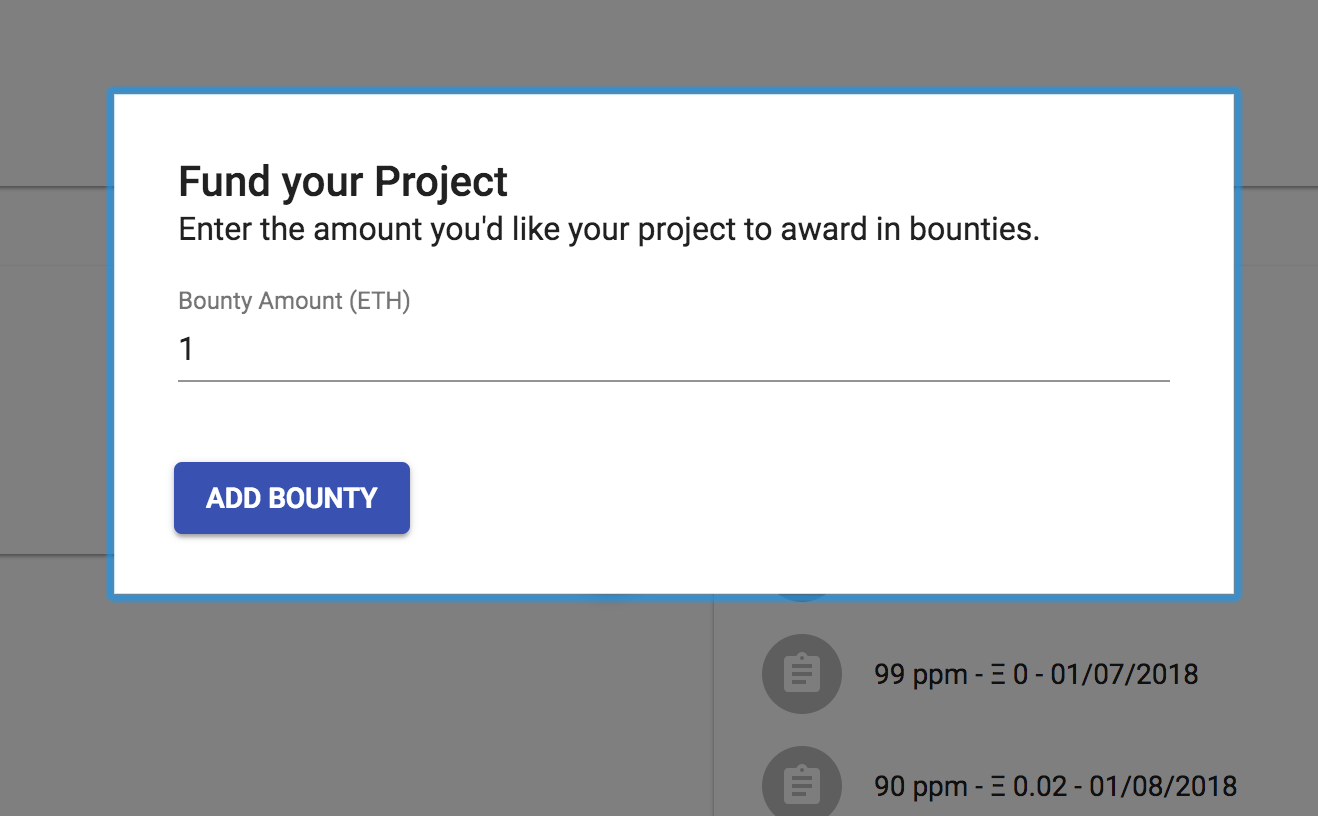 Fund your Project
Enter the amount you'd like your project to award in bounties.
Bounty Amount (ETH)
1
ADD BOUNTY
99 ppm - Ξ 0 - 01/07/2018
90 ppm - Ξ 0.02 - 01/08/2018